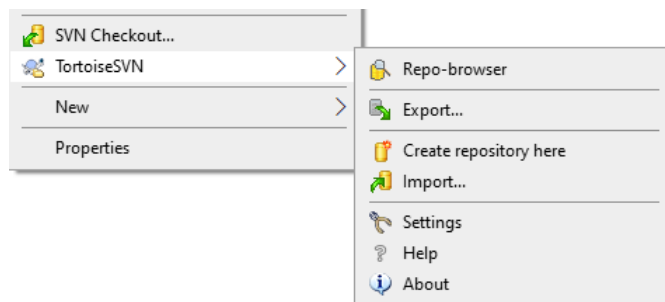 SVN Checkout...
TortoiseSVN
New
Properties
Repo-browser
Export...
Create repository here
Import...
Settings
Help
About